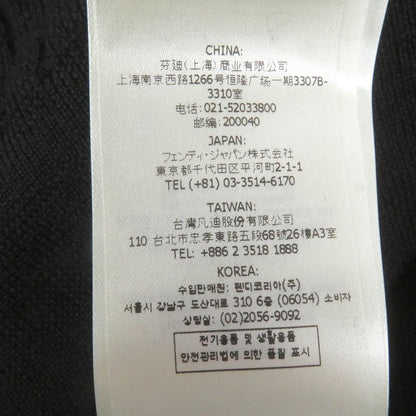 CHINA:
芬迪(上海)商业有限公司
上海南京西路1266号恒隆广场一期3307B-
3310室
电话: 021-52033800
邮编: 200040
JAPAN:
フェンディ・ジャパン株式会社
東京都千代田区平河町2-1-1
TEL (+81) 03-3514-6170
TAIWAN:
台灣凡迪股份有限公司
110 台北市忠孝東路五段68號26樓A3室
TEL: +886 2 3518 1888
KOREA:
수입판매원: 펜디코리아(주)
서울시 강남구 도산대로 310 6층 (06054) 소비자
상담실: (02)2056-9092
전기용품 및 생활용품
안전관리법에 의한 품질 표시